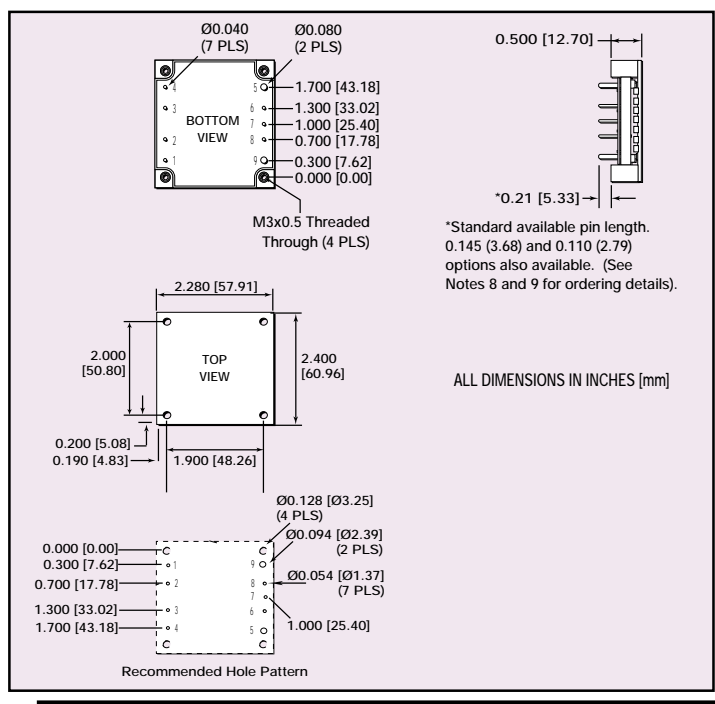 Ø0.040
(7 PLS)
Ø0.080
(2 PLS)
4
3
2
1
BOTTOM
VIEW
5
6
7
8
9
1.700 [43.18]
1.300 [33.02]
1.000 [25.40]
0.700 [17.78]
0.300 [7.62]
0.000 [0.00]
M3x0.5 Threaded
Through (4 PLS)
0.500 [12.70]
*0.21 [5.33]
*Standard available pin length.
0.145 (3.68) and 0.110 (2.79)
options also available. (See
Notes 8 and 9 for ordering details).
2.280 [57.91]
2.000
[50.80]
TOP
VIEW
2.400
[60.96]
0.200 [5.08]
0.190 [4.83]
1.900 [48.26]
ALL DIMENSIONS IN INCHES [mm]
Ø0.128 [Ø3.25]
(4 PLS)
Ø0.094 [Ø2.39]
(2 PLS)
Ø0.054 [Ø1.37]
(7 PLS)
0.000 [0.00]
0.300 [7.62]
0.700 [17.78]
1.300 [33.02]
1.700 [43.18]
1
2
3
4
9
8
7
6
5
1.000 [25.40]
Recommended Hole Pattern